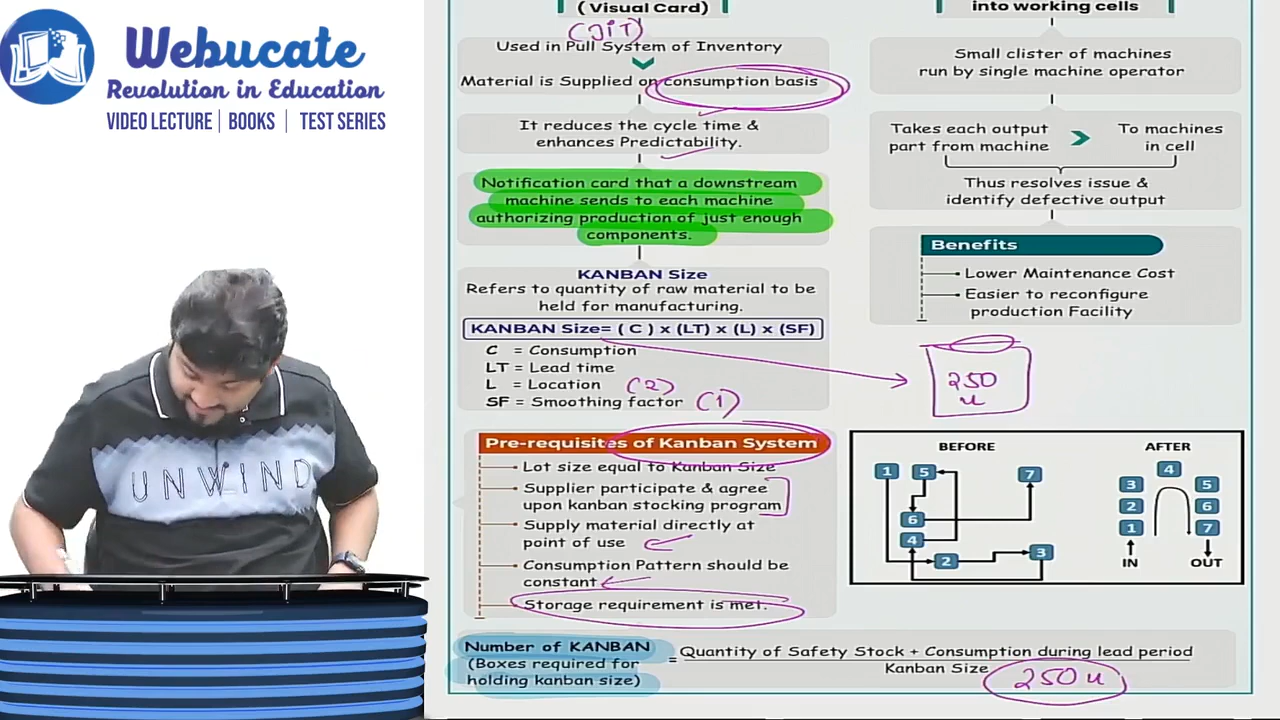 Webucate
Revolution in Education
VIDEO LECTURE | BOOKS | TEST SERIES
UNWIND
( Visual Card)
(JIT)
Used in Pull System of Inventory
Material is Supplied on consumption basis
It reduces the cycle time &
enhances Predictability.
Notification card that a downstream
machine sends to each machine
authorizing production of just enough
components.
KANBAN Size
Refers to quantity of raw material to be
held for manufacturing.
KANBAN Size= ( C ) x (LT) x (L) x (SF)
C = Consumption
LT = Lead time
L = Location (2)
SF = Smoothing factor (1)
Pre-requisites of Kanban System
Lot size equal to Kanban Size
Supplier participate & agree
upon kanban stocking program
Supply material directly at
point of use
Consumption Pattern should be
constant
Storage requirement is met.
into working cells
Small clister of machines
run by single machine operator
Takes each output
part from machine
To machines
in cell
Thus resolves issue &
identify defective output
Benefits
Lower Maintenance Cost
Easier to reconfigure
production Facility
250
u
BEFORE
1 5 7
6
4
2 3
AFTER
4
3 5
2 6
1 7
IN OUT
Number of KANBAN
(Boxes required for
holding kanban size)
= Quantity of Safety Stock + Consumption during lead period
Kanban Size
250 u